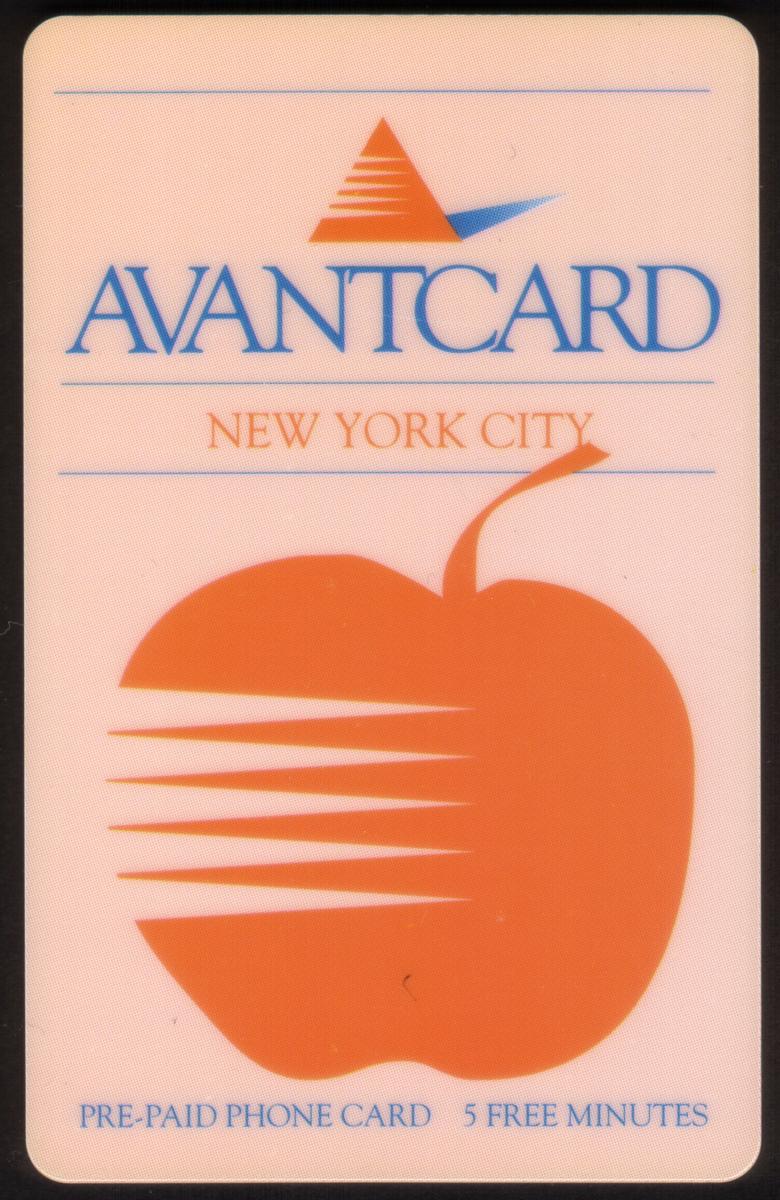 AVANTCARD
NEW YORK CITY
PRE-PAID PHONE CARD 5 FREE MINUTES